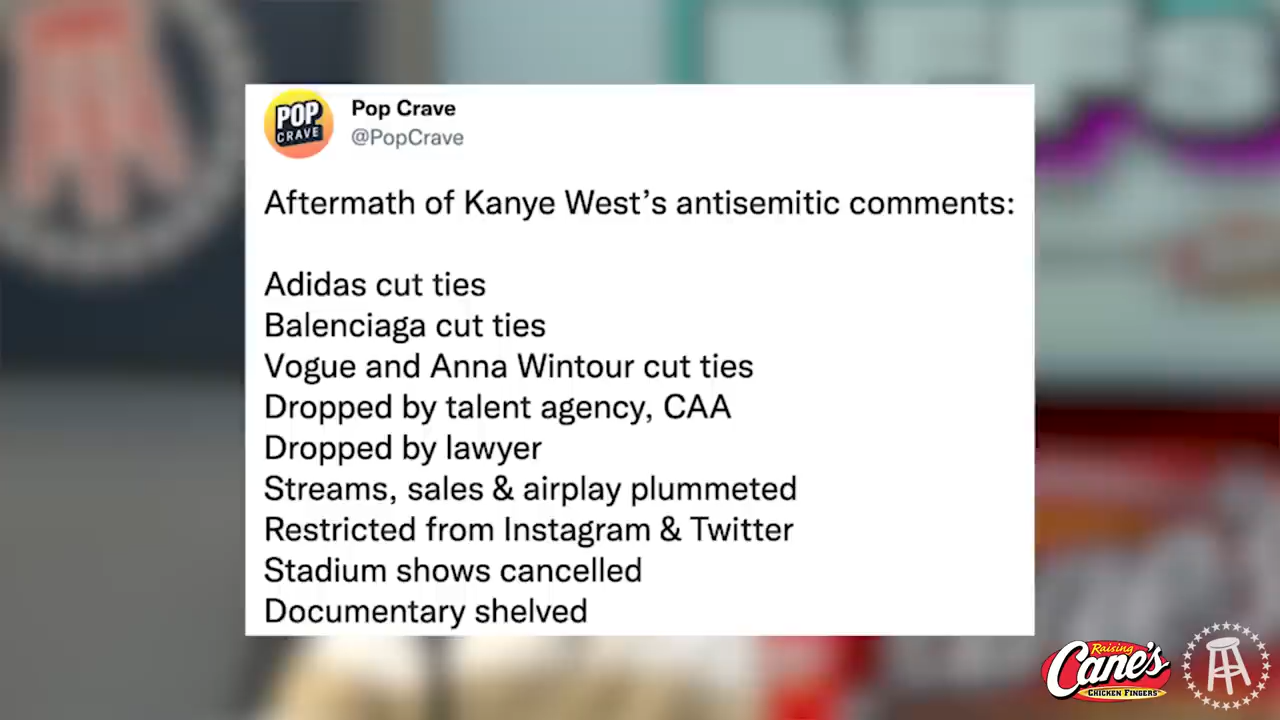 POP
CRAVE
Pop Crave
@PopCrave
Aftermath of Kanye West’s antisemitic comments:
Adidas cut ties
Balenciaga cut ties
Vogue and Anna Wintour cut ties
Dropped by talent agency, CAA
Dropped by lawyer
Streams, sales & airplay plummeted
Restricted from Instagram & Twitter
Stadium shows cancelled
Documentary shelved
Raising
Cane's
CHICKEN FINGERS